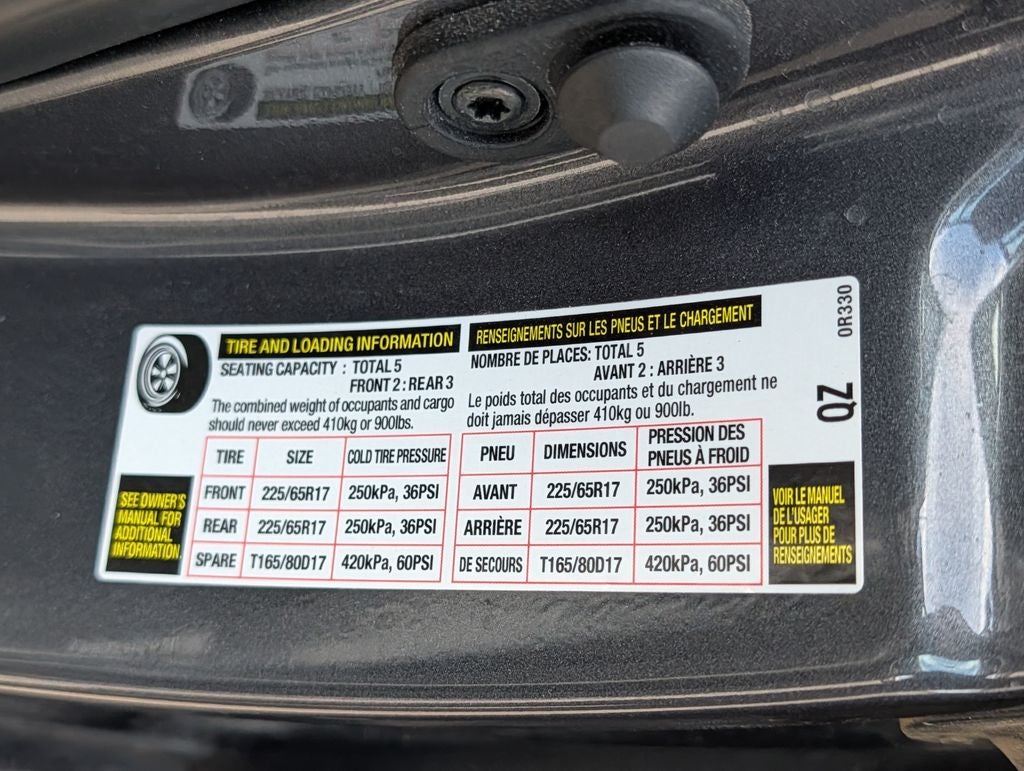 TIRE AND LOADING INFORMATION
SEATING CAPACITY : TOTAL 5
FRONT 2 : REAR 3
The combined weight of occupants and cargo
should never exceed 410kg or 900lbs.
TIRE SIZE COLD TIRE PRESSURE
FRONT 225/65R17 250kPa, 36PSI
REAR 225/65R17 250kPa, 36PSI
SPARE T165/80D17 420kPa, 60PSI
SEE OWNER'S
MANUAL FOR
ADDITIONAL
INFORMATION
RENSEIGNEMENTS SUR LES PNEUS ET LE CHARGEMENT
NOMBRE DE PLACES: TOTAL 5
AVANT 2 : ARRIÈRE 3
Le poids total des occupants et du chargement ne
doit jamais dépasser 410kg ou 900lb.
PNEU DIMENSIONS PRESSION DES
PNEUS À FROID
AVANT 225/65R17 250kPa, 36PSI
ARRIÈRE 225/65R17 250kPa, 36PSI
DE SECOURS T165/80D17 420kPa, 60PSI
VOIR LE MANUEL
DE L'USAGER
POUR PLUS DE
RENSEIGNEMENTS
0R330
QZ